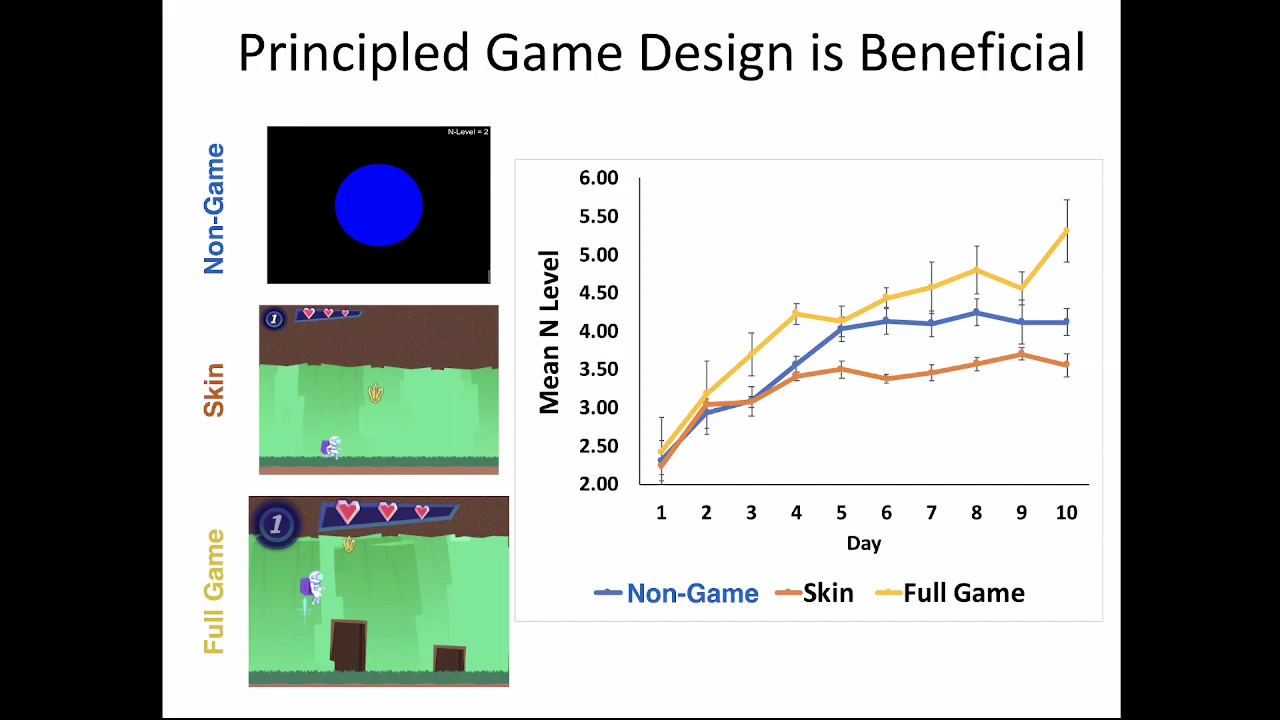 Principled Game Design is Beneficial
Non-Game
N-Level = 2
Skin
1
Full Game
1
Mean N Level
6.00
5.50
5.00
4.50
4.00
3.50
3.00
2.50
2.00
1 2 3 4 5 6 7 8 9 10
Day
Non-Game Skin Full Game